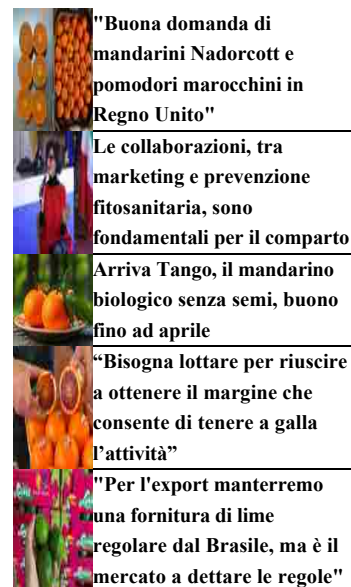 "Buona domanda di
mandarini Nadorcott e
pomodori marocchini in
Regno Unito"
Le collaborazioni, tra
marketing e prevenzione
fitosanitaria, sono
fondamentali per il comparto
Arriva Tango, il mandarino
biologico senza semi, buono
fino ad aprile
“Bisogna lottare per riuscire
a ottenere il margine che
consente di tenere a galla
l’attività”
"Per l'export manterremo
una fornitura di lime
regolare dal Brasile, ma è il
mercato a dettare le regole"